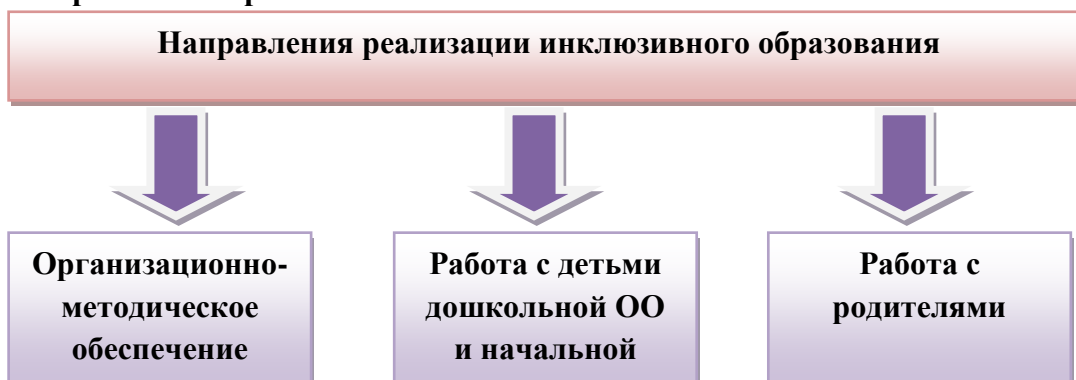 Направления реализации инклюзивного образования
Организационно-
методическое
обеспечение
Работа с детьми
дошкольной ОО
и начальной
Работа с
родителями